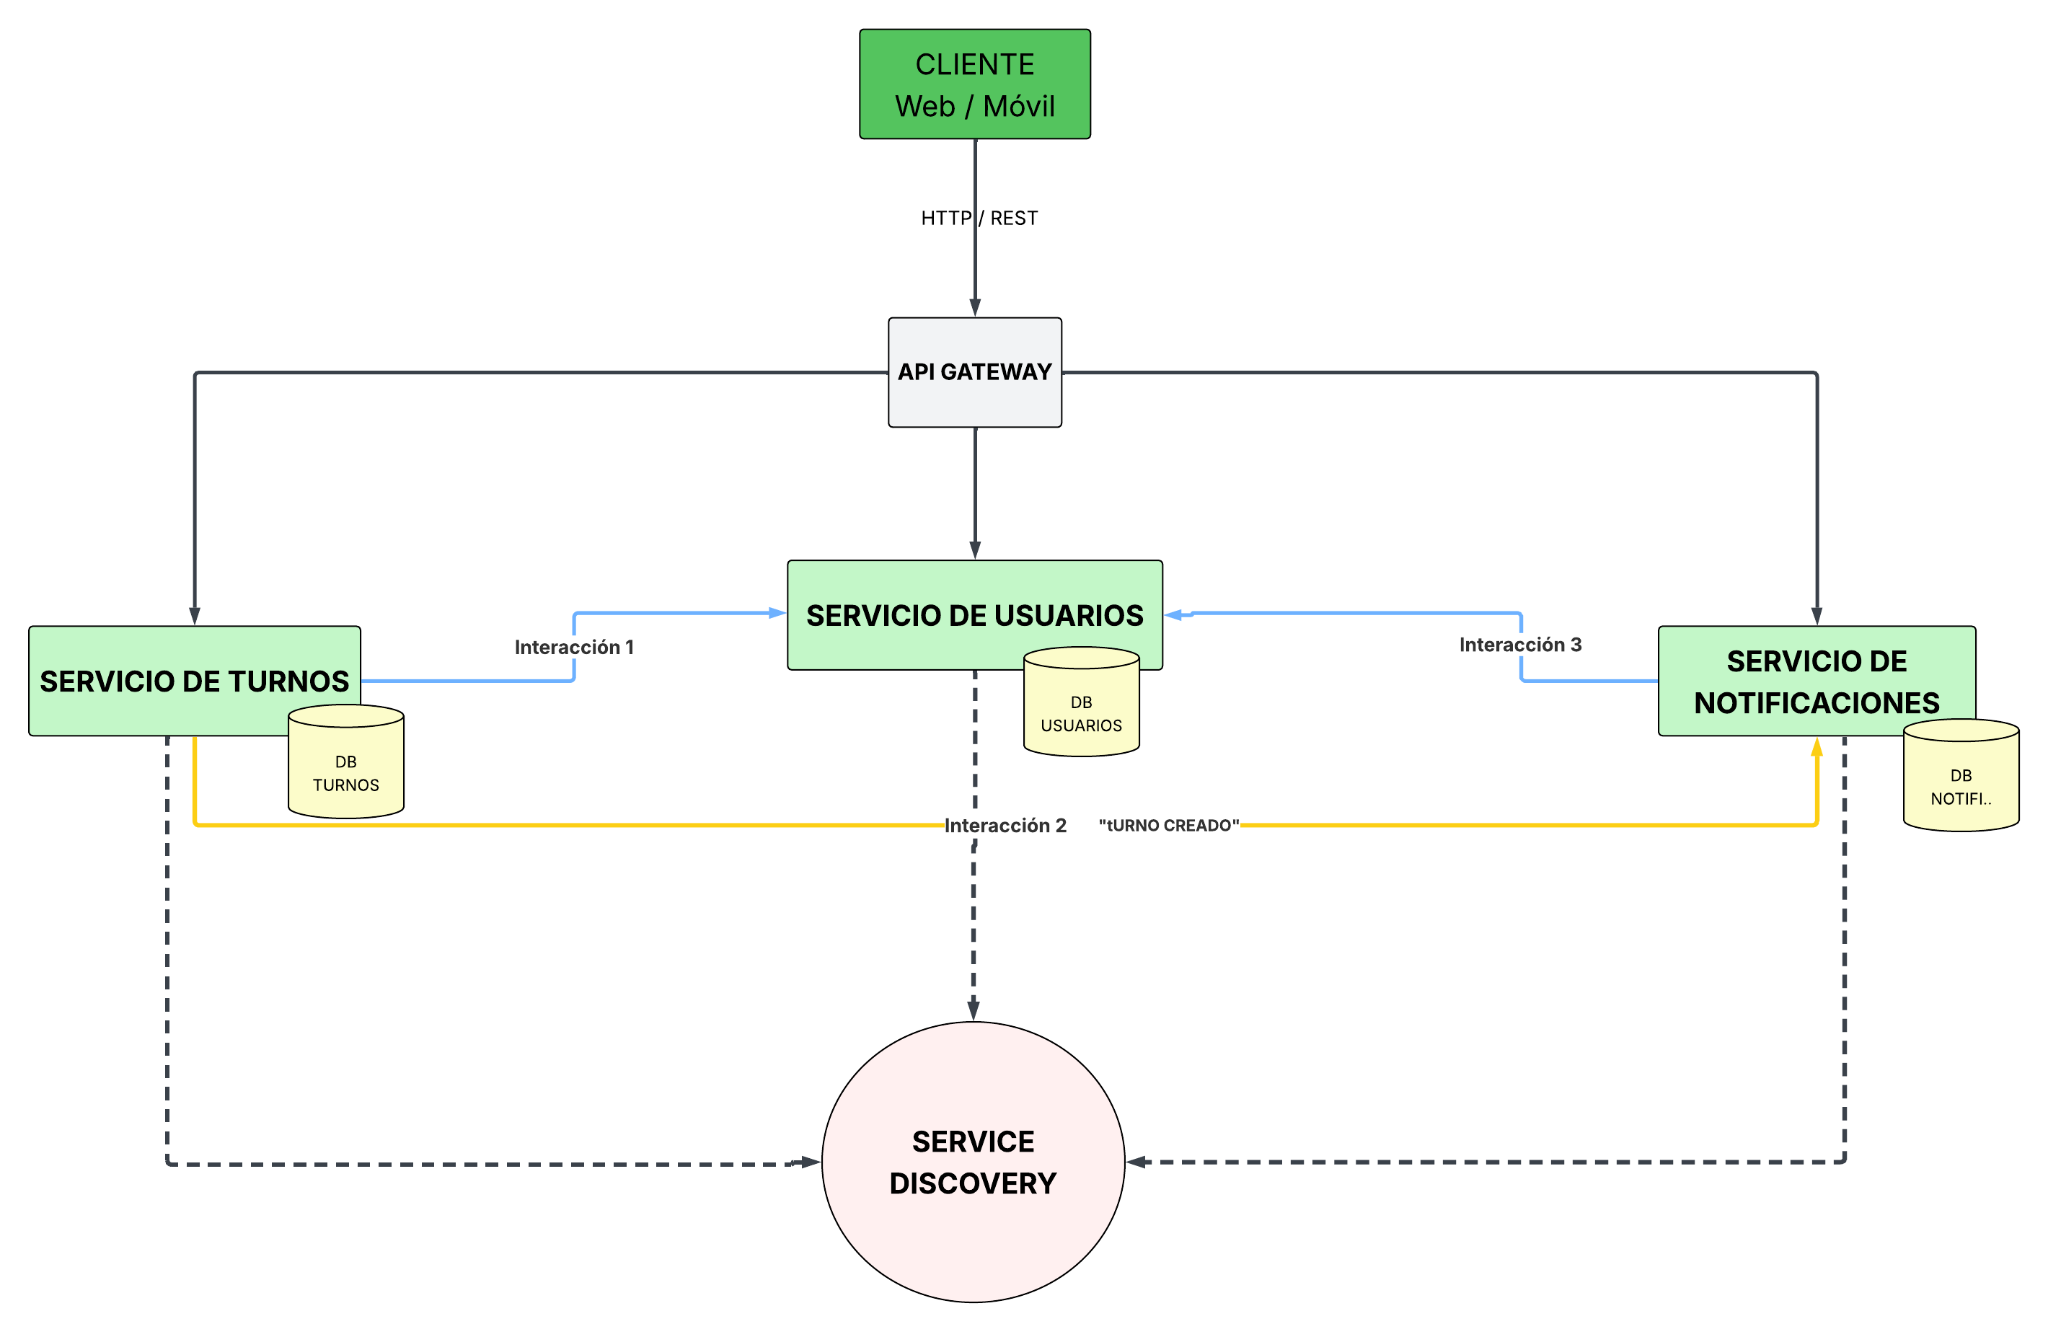 CLIENTE
Web / Móvil
HTTP / REST
API GATEWAY
SERVICIO DE USUARIOS
Interacción 1
Interacción 3
SERVICIO DE TURNOS
SERVICIO DE
NOTIFICACIONES
DB
USUARIOS
DB
TURNOS
DB
NOTIFI..
Interacción 2 "tURNO CREADO"
SERVICE
DISCOVERY